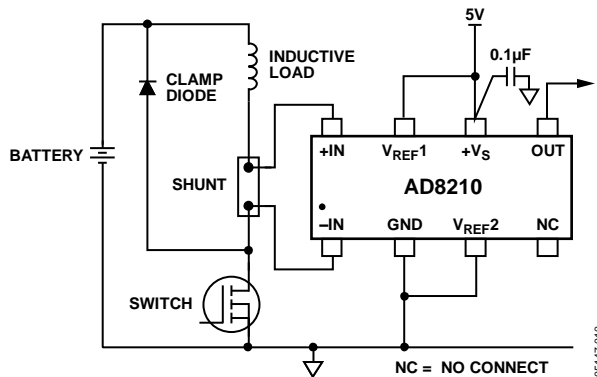 5V
0.1µF
INDUCTIVE
LOAD
CLAMP
DIODE
BATTERY
SHUNT
+IN
VREF1
+VS
OUT
AD8210
–IN
GND
VREF2
NC
SWITCH
NC = NO CONNECT